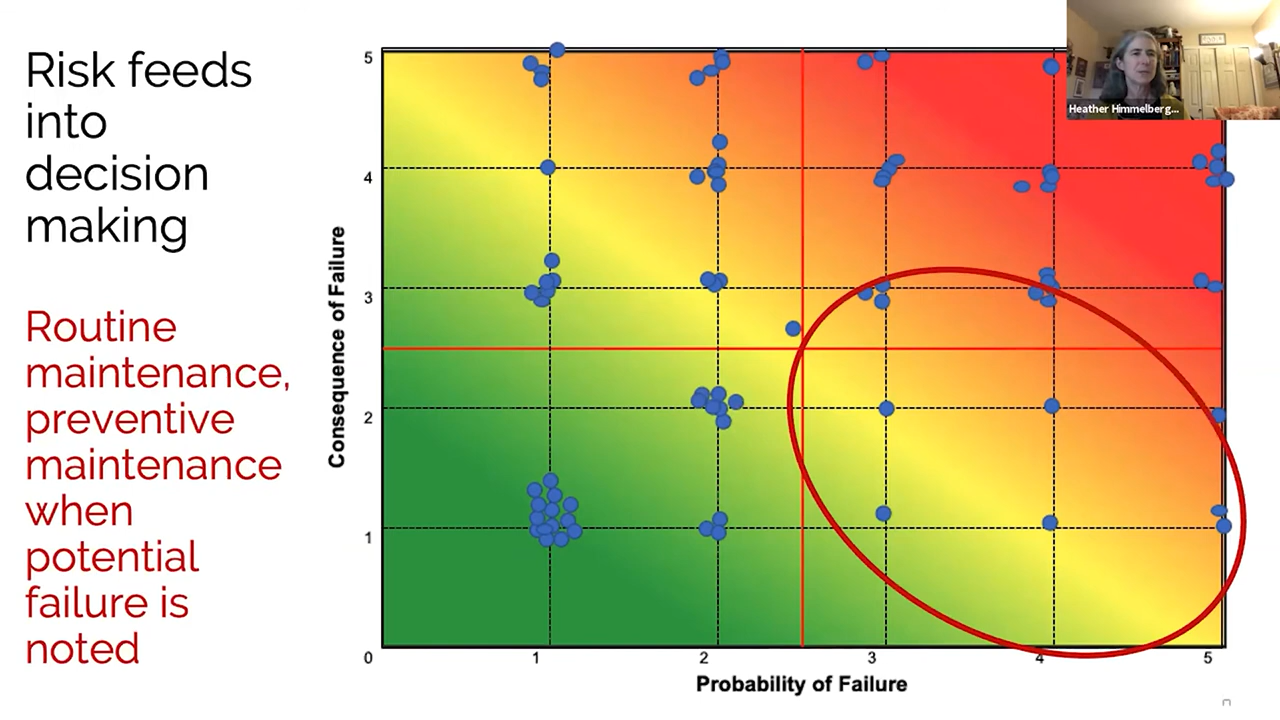 Risk feeds
into
decision
making
Routine
maintenance,
preventive
maintenance
when
potential
failure is
noted
Consequence of Failure
5
4
3
2
1
0
1
2
3
4
5
Probability of Failure
Heather Himmelberg...